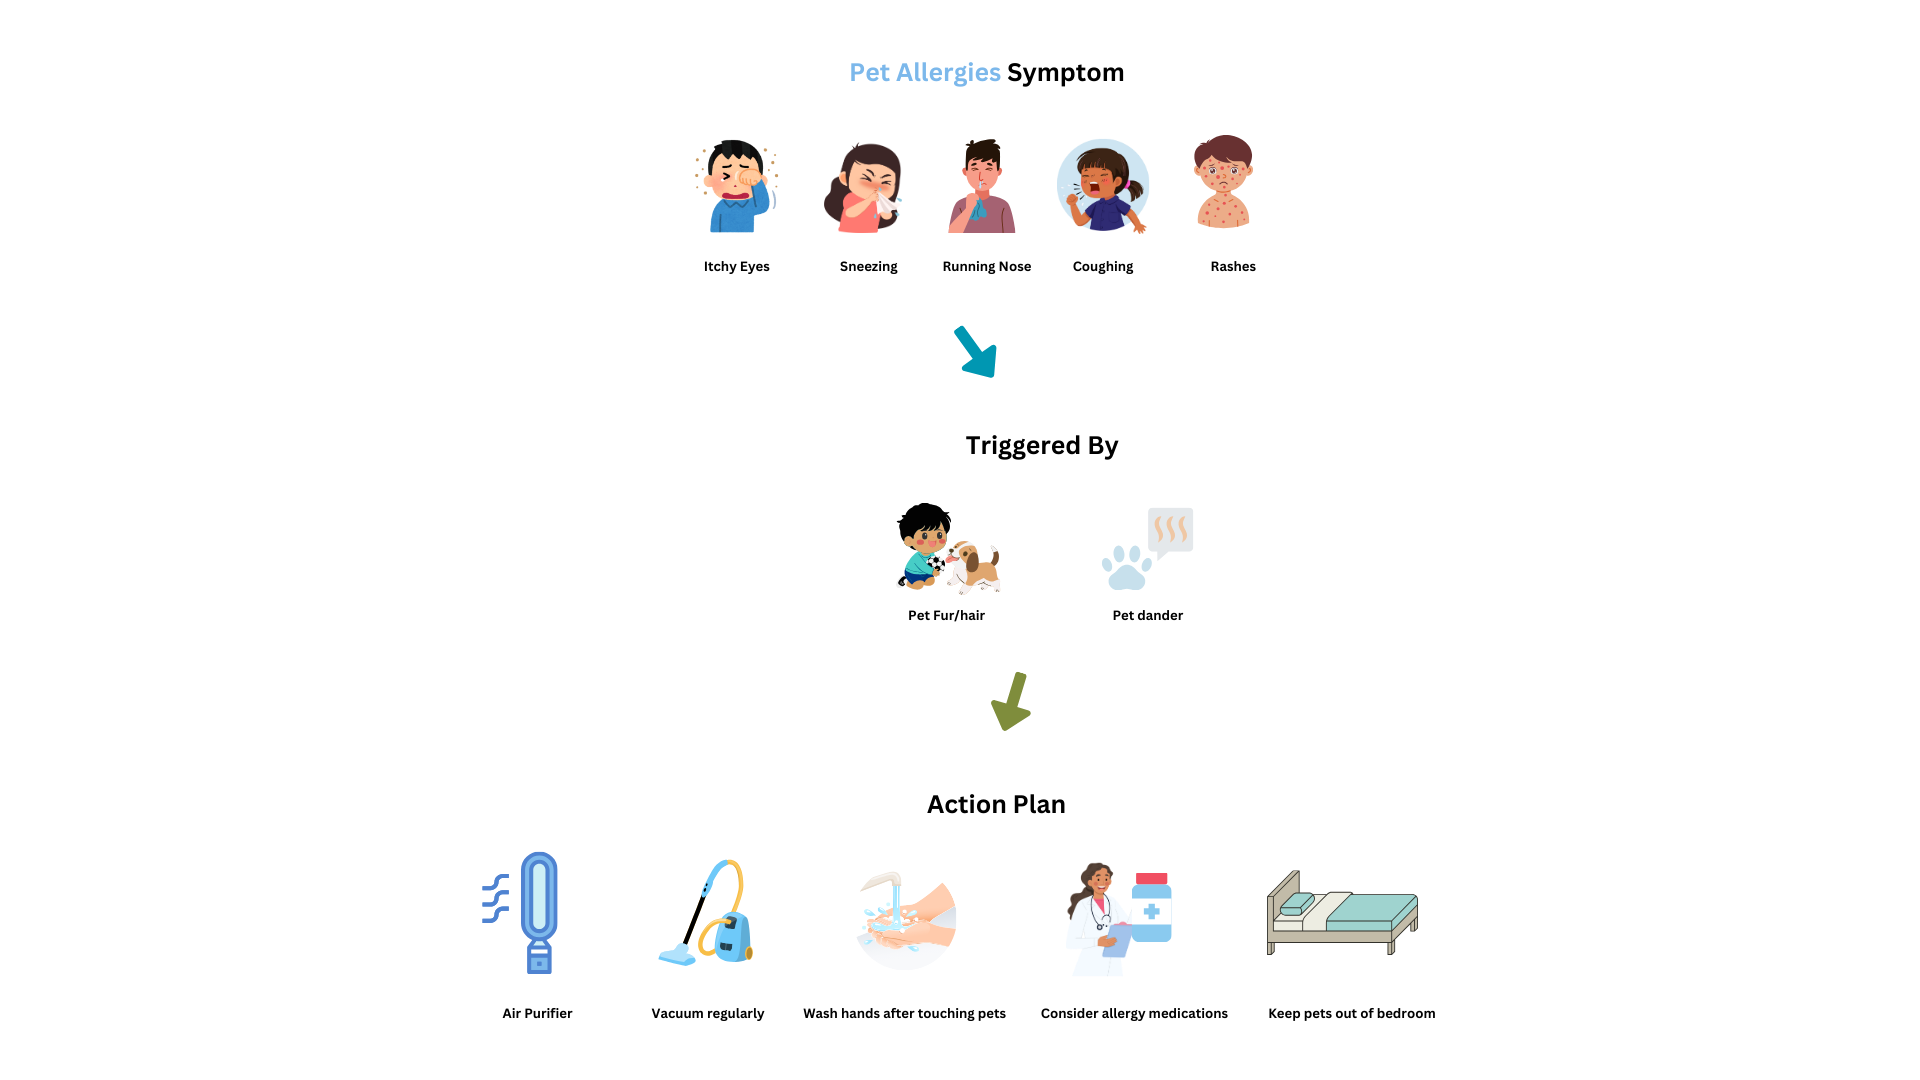 Pet Allergies Symptom
Itchy Eyes
Sneezing
Running Nose
Coughing
Rashes
Triggered By
Pet Fur/hair
Pet dander
Action Plan
Air Purifier
Vacuum regularly
Wash hands after touching pets
Consider allergy medications
Keep pets out of bedroom